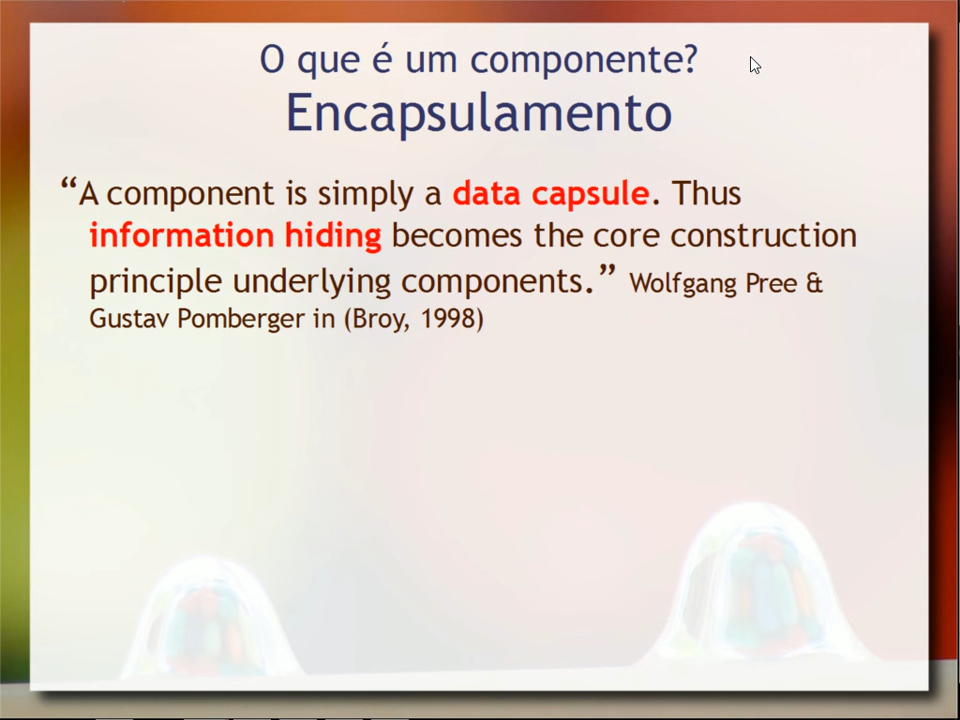 O que é um componente?
Encapsulamento
“A component is simply a data capsule. Thus
information hiding becomes the core construction
principle underlying components.” Wolfgang Pree &
Gustav Pomberger in (Broy, 1998)